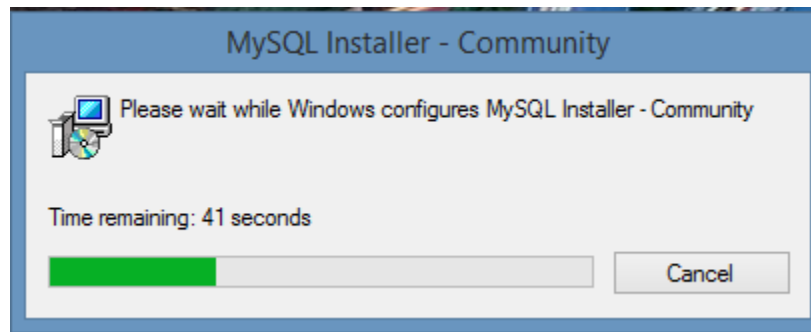 MySQL Installer - Community
Please wait while Windows configures MySQL Installer - Community
Time remaining: 41 seconds
Cancel